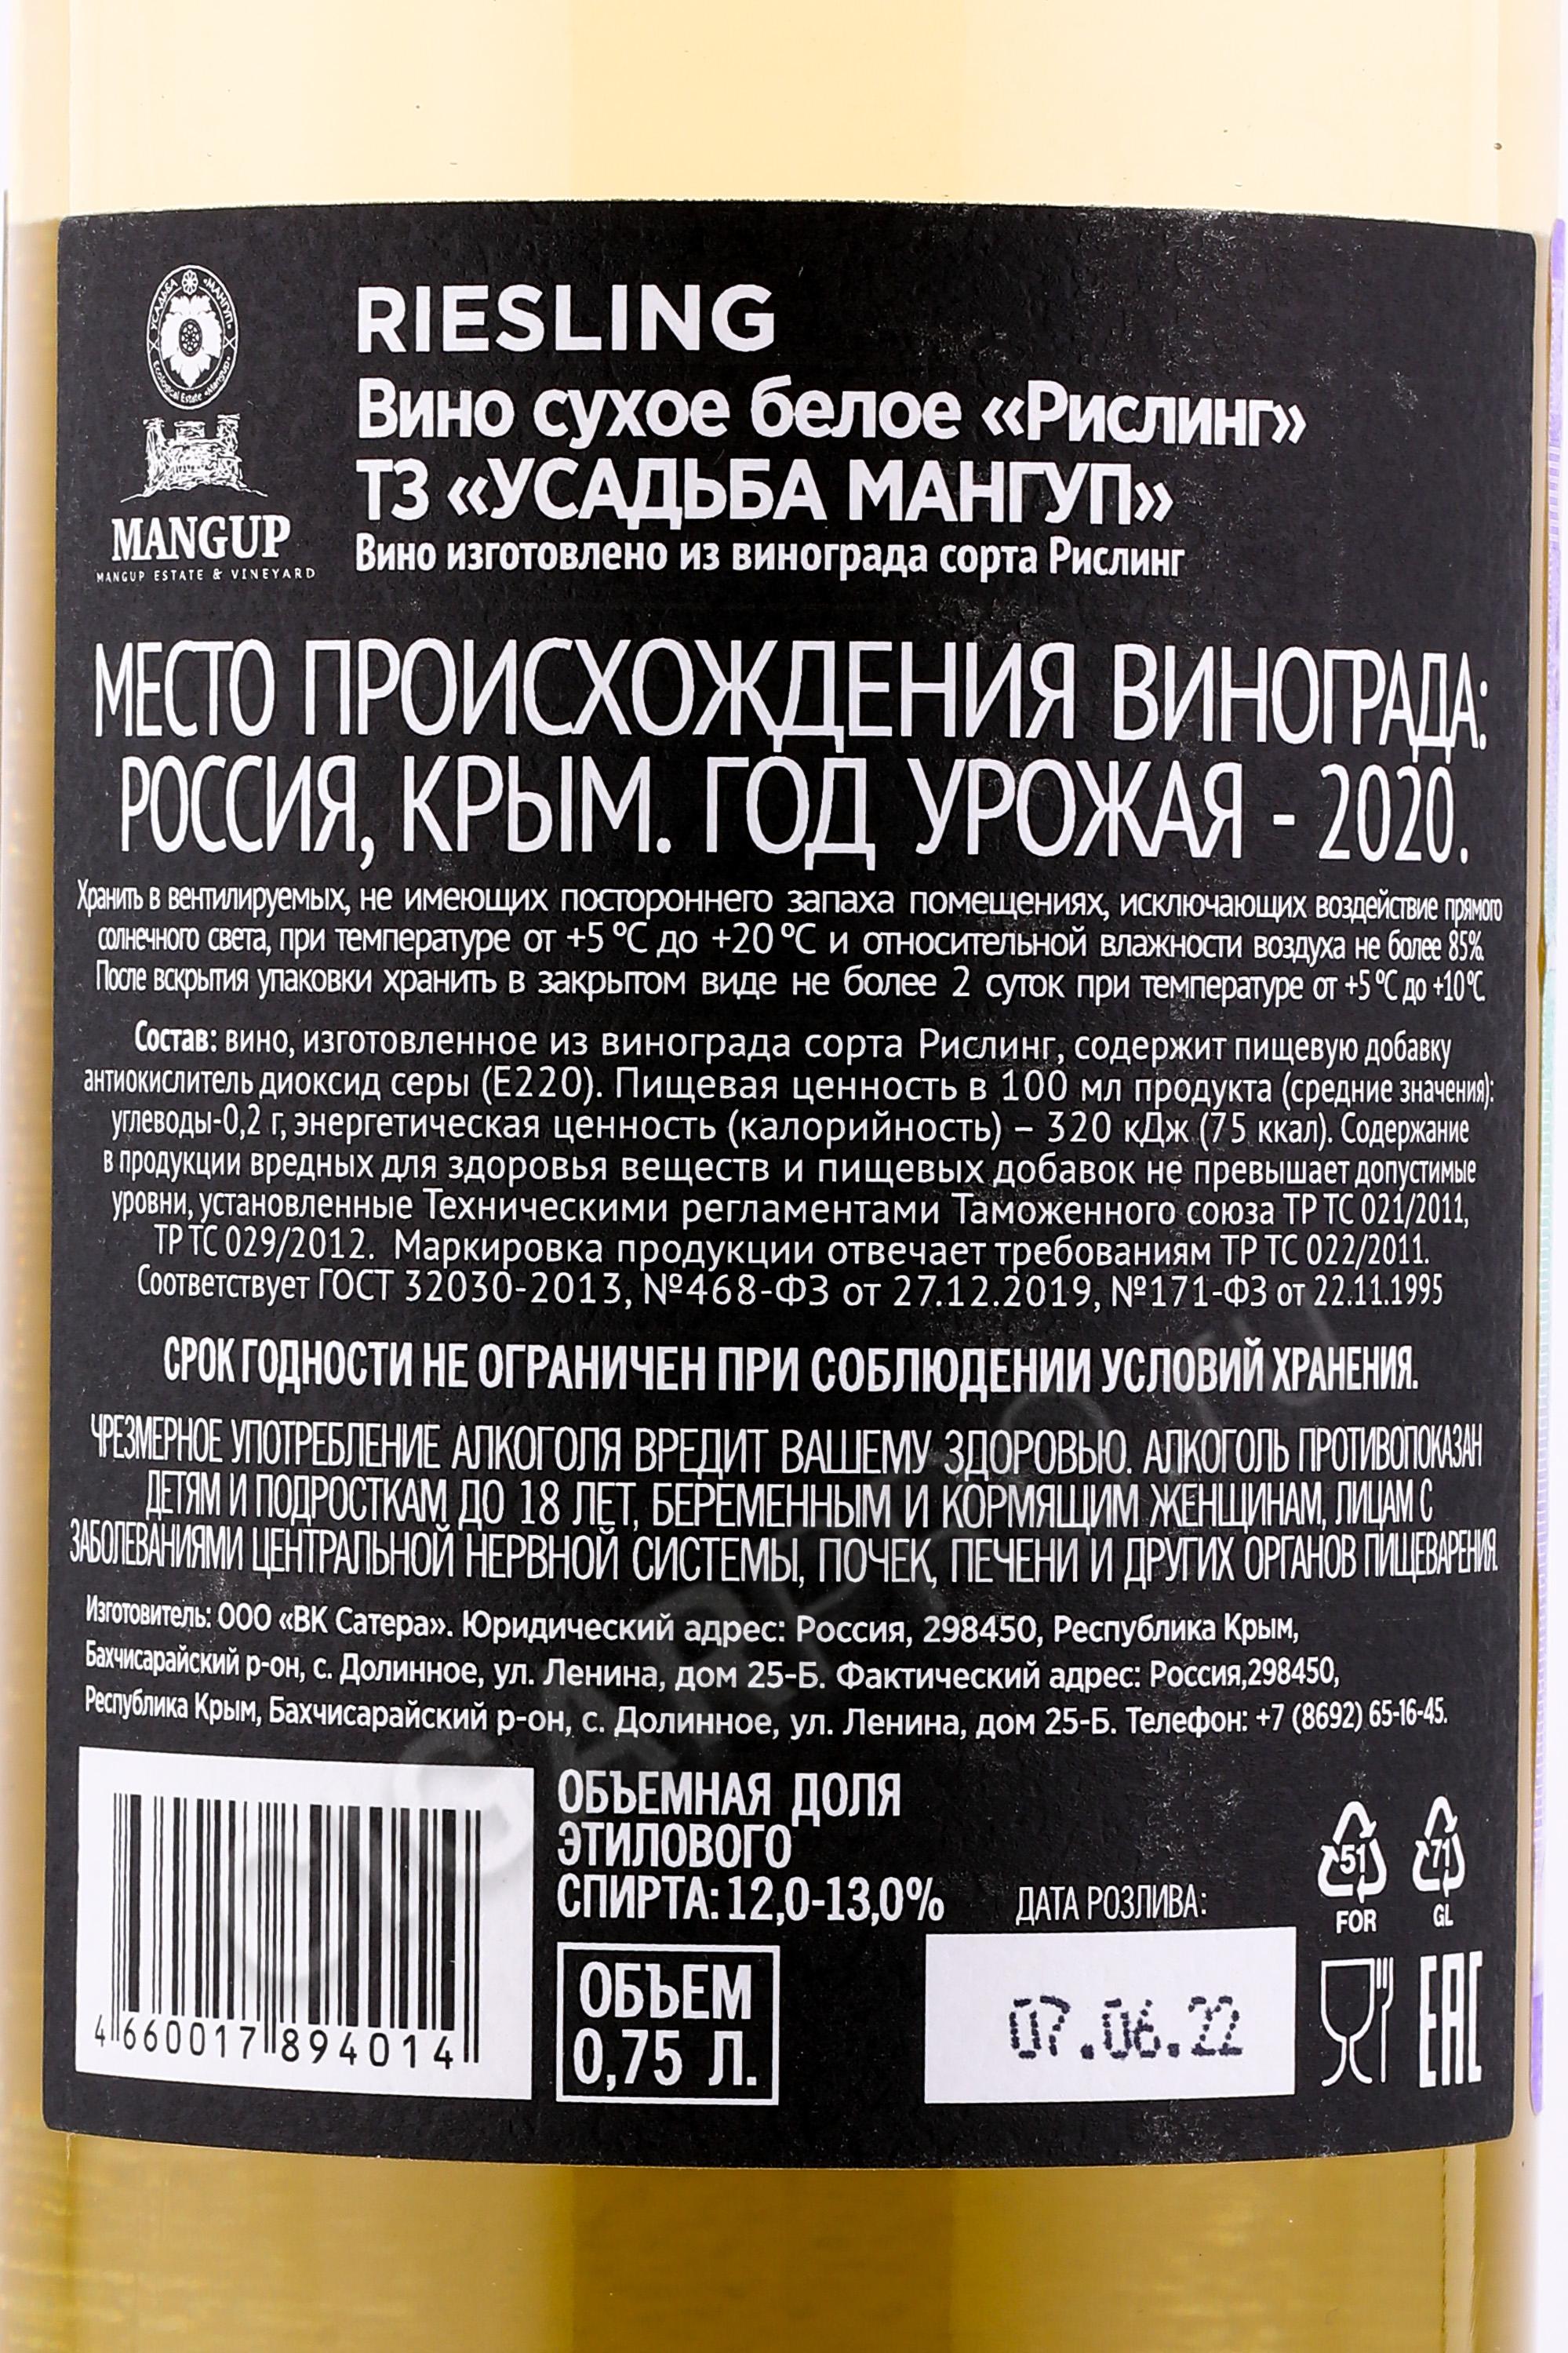 УСАДЬБА «МАНГУП»
Ecological Estate «Mangup»
MANGUP
MANGUP ESTATE & VINEYARD
RIESLING
Вино сухое белое «Рислинг»
ТЗ «УСАДЬБА МАНГУП»
Вино изготовлено из винограда сорта Рислинг
МЕСТО ПРОИСХОЖДЕНИЯ ВИНОГРАДА:
РОССИЯ, КРЫМ. ГОД УРОЖАЯ - 2020.
Хранить в вентилируемых, не имеющих постороннего запаха помещениях, исключающих воздействие прямого
солнечного света, при температуре от +5 °С до +20 °С и относительной влажности воздуха не более 85%.
После вскрытия упаковки хранить в закрытом виде не более 2 суток при температуре от +5 °С до +10 °С.
Состав: вино, изготовленное из винограда сорта Рислинг, содержит пищевую добавку
антиокислитель диоксид серы (Е220). Пищевая ценность в 100 мл продукта (средние значения):
углеводы-0,2 г, энергетическая ценность (калорийность) – 320 кДж (75 ккал). Содержание
в продукции вредных для здоровья веществ и пищевых добавок не превышает допустимые
уровни, установленные Техническими регламентами Таможенного союза ТР ТС 021/2011,
ТР ТС 029/2012. Маркировка продукции отвечает требованиям ТР ТС 022/2011.
Соответствует ГОСТ 32030-2013, №468-ФЗ от 27.12.2019, №171-ФЗ от 22.11.1995
СРОК ГОДНОСТИ НЕ ОГРАНИЧЕН ПРИ СОБЛЮДЕНИИ УСЛОВИЙ ХРАНЕНИЯ.
ЧРЕЗМЕРНОЕ УПОТРЕБЛЕНИЕ АЛКОГОЛЯ ВРЕДИТ ВАШЕМУ ЗДОРОВЬЮ. АЛКОГОЛЬ ПРОТИВОПОКАЗАН
ДЕТЯМ И ПОДРОСТКАМ ДО 18 ЛЕТ, БЕРЕМЕННЫМ И КОРМЯЩИМ ЖЕНЩИНАМ, ЛИЦАМ С
ЗАБОЛЕВАНИЯМИ ЦЕНТРАЛЬНОЙ НЕРВНОЙ СИСТЕМЫ, ПОЧЕК, ПЕЧЕНИ И ДРУГИХ ОРГАНОВ ПИЩЕВАРЕНИЯ.
Изготовитель: ООО «ВК Сатера». Юридический адрес: Россия, 298450, Республика Крым,
Бахчисарайский р-он, с. Долинное, ул. Ленина, дом 25-Б. Фактический адрес: Россия,298450,
Республика Крым, Бахчисарайский р-он, с. Долинное, ул. Ленина, дом 25-Б. Телефон: +7 (8692) 65-16-45.
4 660017 894014
ОБЪЕМНАЯ ДОЛЯ
ЭТИЛОВОГО
СПИРТА: 12,0-13,0%
ОБЪЕМ
0,75 Л.
ДАТА РОЗЛИВА:
07.06.22
51
FOR
71
GL
EAC
CIGARPRO.RU